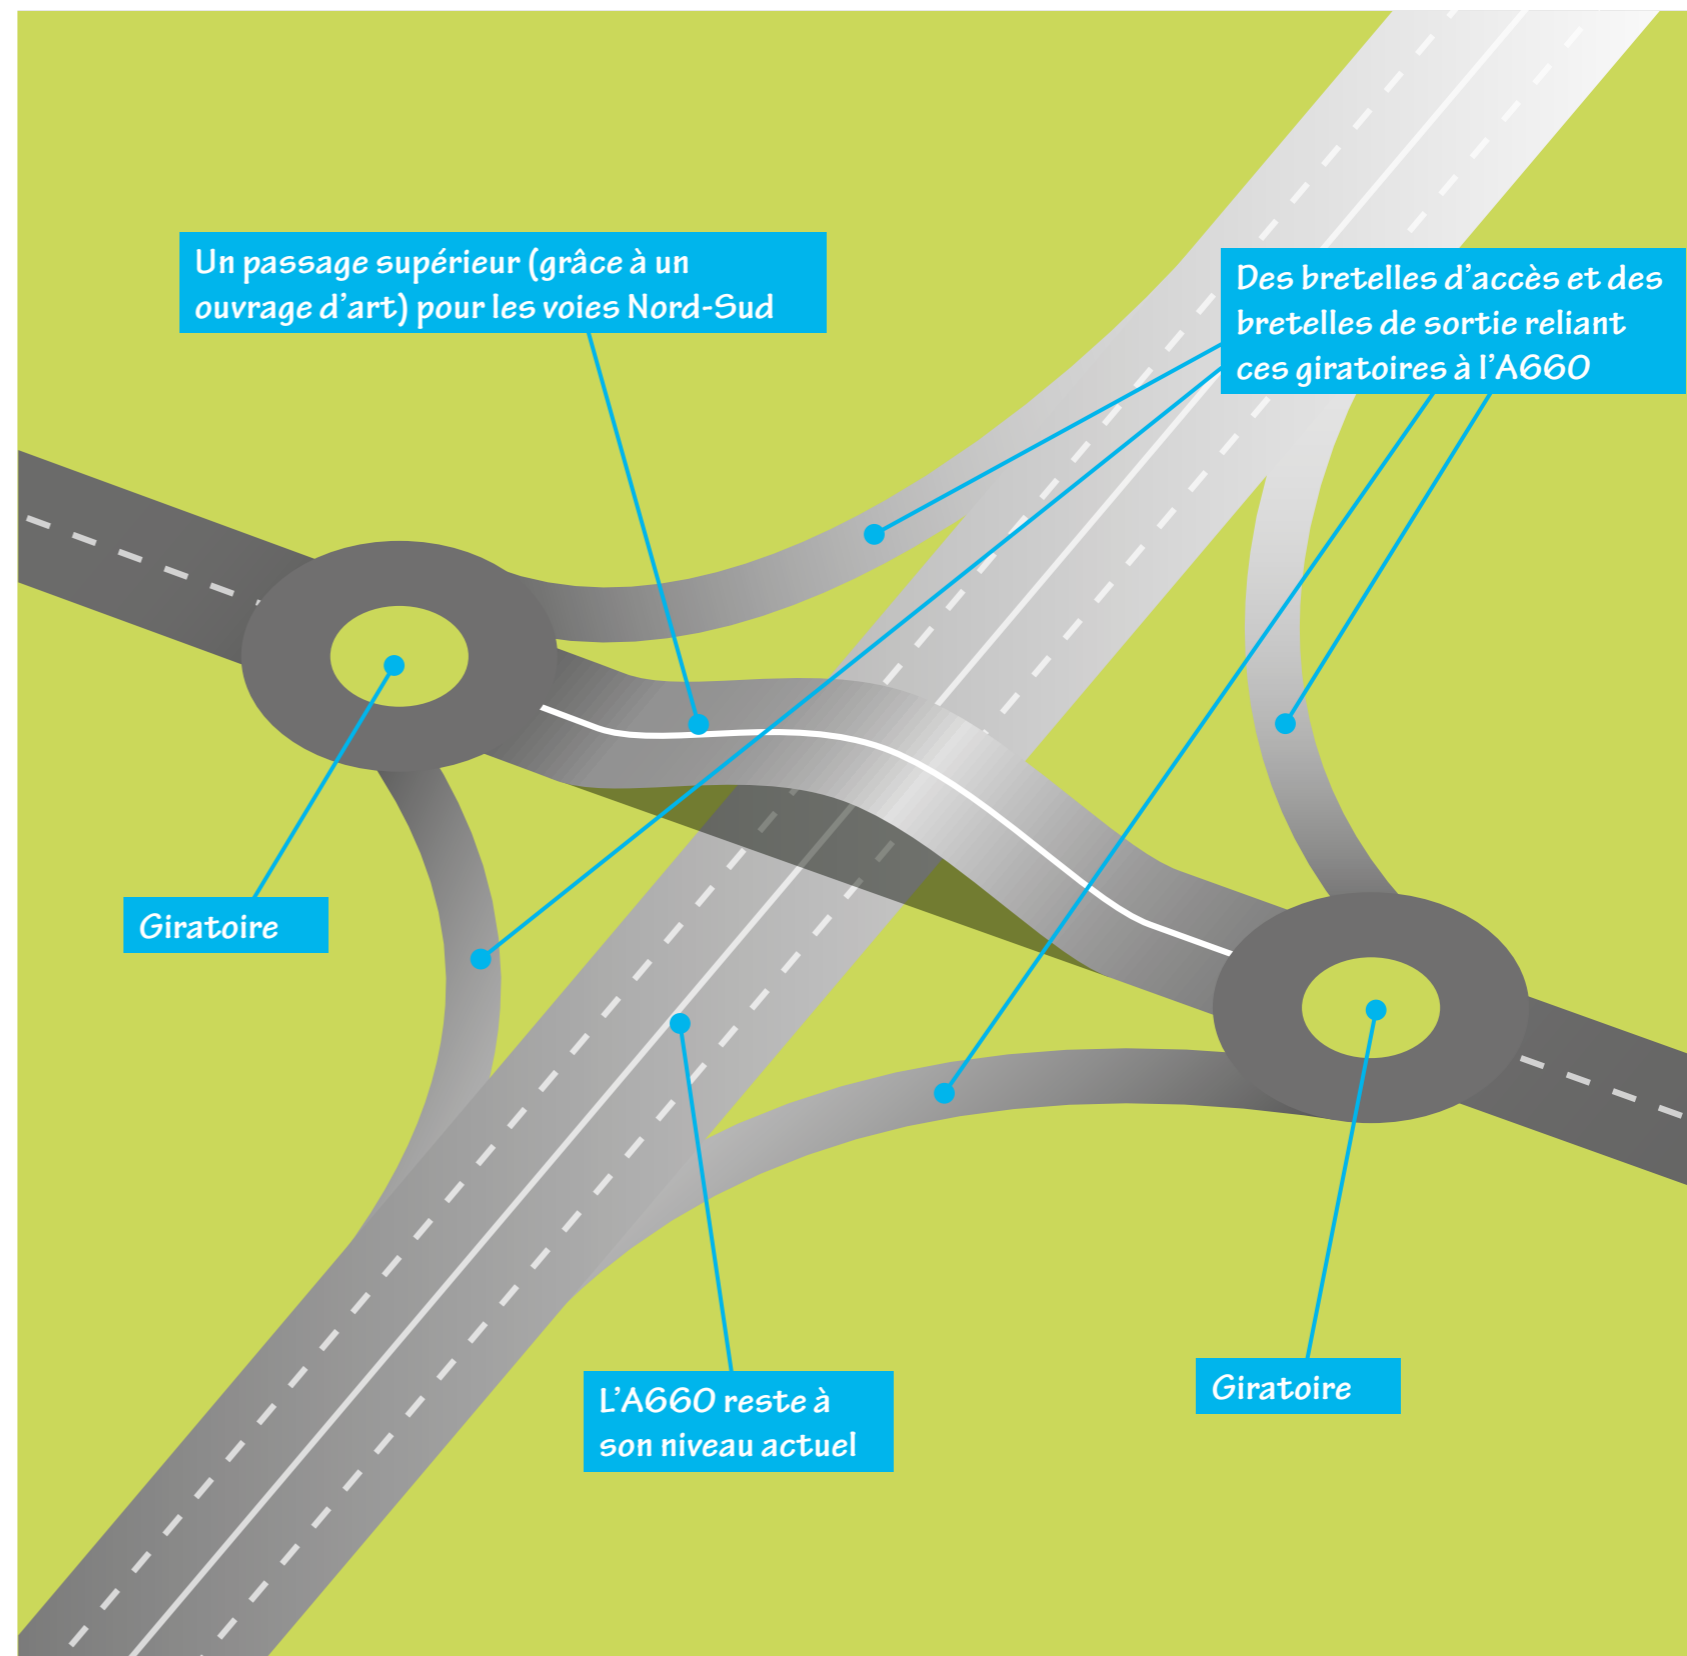 Un passage supérieur (grâce à un
ouvrage d'art) pour les voies Nord-Sud
Des bretelles d'accès et des
bretelles de sortie reliant
ces giratoires à l'A660
Giratoire
L'A660 reste à
son niveau actuel
Giratoire